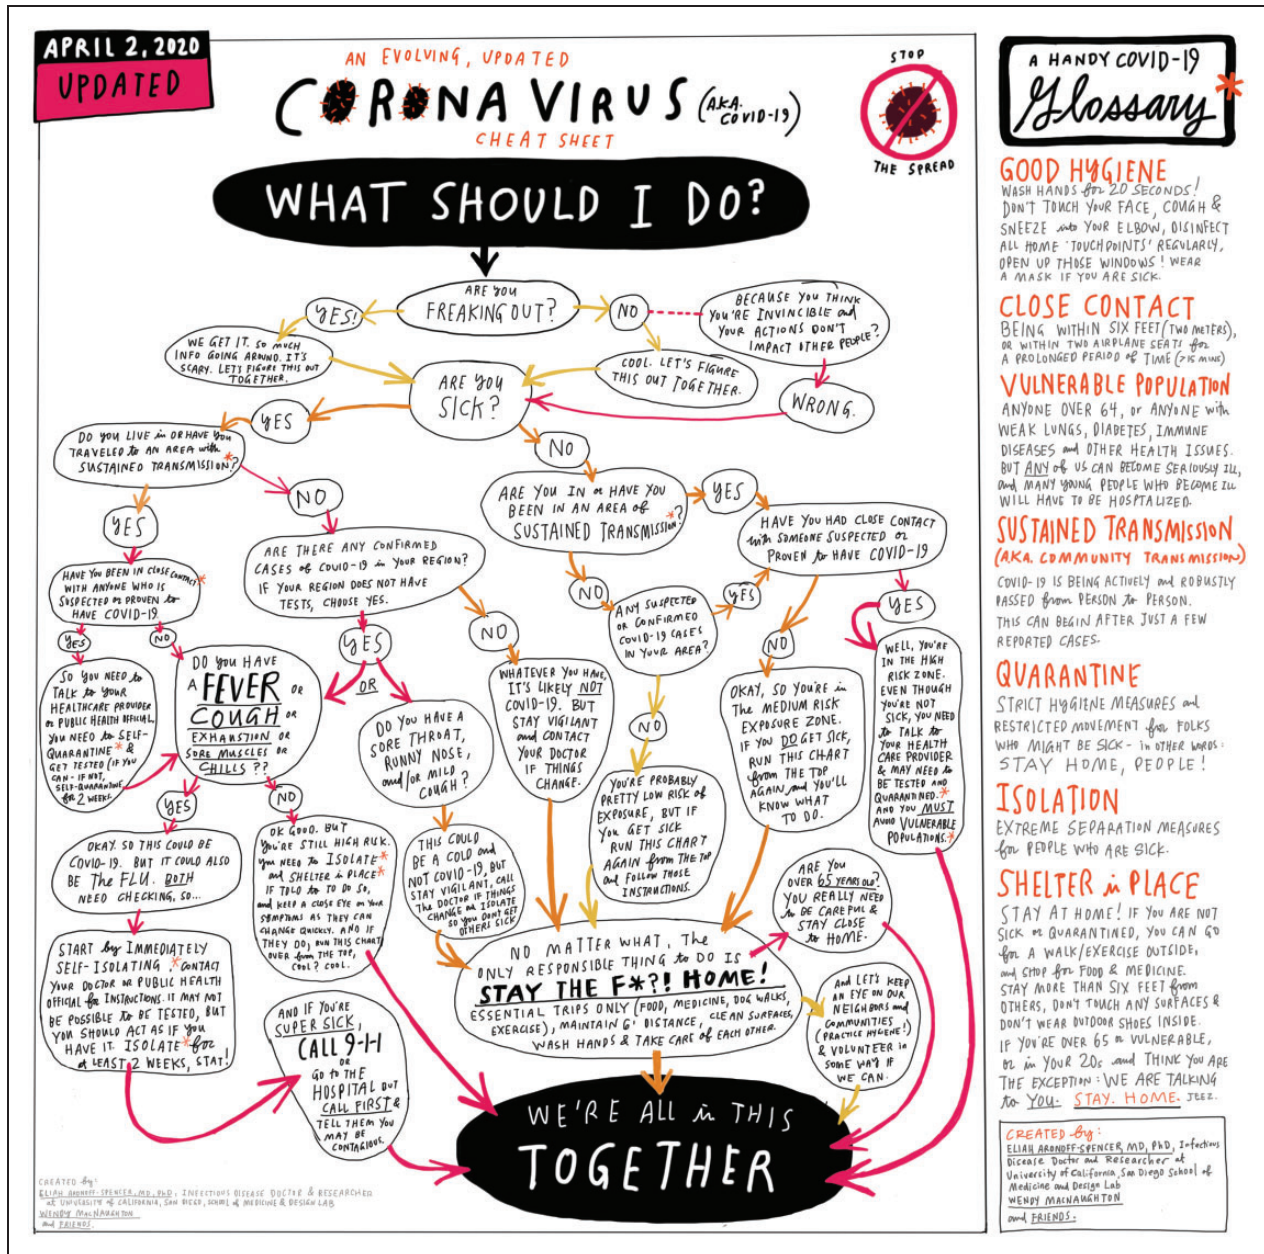 APRIL 2, 2020
UPDATED
AN EVOLVING, UPDATED
CORONA VIRUS (A.K.A. COVID-19)
CHEAT SHEET
STOP
THE SPREAD
WHAT SHOULD I DO?
ARE YOU
FREAKING OUT?
YES!
NO
BECAUSE YOU THINK
YOU'RE INVINCIBLE and
YOUR ACTIONS DON'T
IMPACT OTHER PEOPLE?
WE GET IT. SO MUCH
INFO GOING AROUND. IT'S
SCARY. LETS FIGURE THIS OUT
TOGETHER.
COOL. LET'S FIGURE
THIS OUT TOGETHER.
WRONG.
ARE YOU
SICK?
YES
NO
DO YOU LIVE in OR HAVE YOU
TRAVELED to AN AREA with
SUSTAINED TRANSMISSION*?
YES
NO
HAVE YOU BEEN IN CLOSE CONTACT*
WITH ANYONE WHO IS
SUSPECTED or PROVEN to
HAVE COVID-19
YES
NO
SO YOU NEED to
TALK to YOUR
HEALTHCARE PROVIDER
or PUBLIC HEALTH OFFICIAL.
YOU NEED to SELF-
QUARANTINE* &
GET TESTED (IF YOU
CAN - IF NOT,
SELF-QUARANTINE
for 2 WEEKS
DO YOU HAVE
A FEVER OR
COUGH OR
EXHAUSTION OR
SORE MUSCLES OR
CHILLS ??
YES
NO
OKAY. SO THIS COULD BE
COVID-19. BUT IT COULD ALSO
BE The FLU. BOTH
NEED CHECKING, SO...
START by IMMEDIATELY
SELF-ISOLATING.* CONTACT
YOUR DOCTOR OR PUBLIC HEALTH
OFFICIAL for INSTRUCTIONS. IT MAY NOT
BE POSSIBLE to BE TESTED, BUT
YOU SHOULD ACT AS IF YOU
HAVE IT. ISOLATE* for
at LEAST 2 WEEKS, STAT!
OK GOOD. BUT
YOU'RE STILL HIGH RISK.
YOU NEED to ISOLATE*
and SHELTER in PLACE*
IF TOLD to TO DO SO,
and KEEP A CLOSE EYE on YOUR
SYMPTOMS AS THEY CAN
CHANGE QUICKLY. AND IF
THEY DO, RUN THIS CHART
OVER from The TOP,
COOL? COOL.
AND IF YOU'RE
SUPER SICK,
CALL 9-1-1
OR
GO to The
HOSPITAL BUT
CALL FIRST &
TELL THEM YOU
MAY BE
CONTAGIOUS.
ARE THERE ANY CONFIRMED
CASES of COVID-19 in YOUR REGION?
IF YOUR REGION DOES NOT HAVE
TESTS, CHOOSE YES.
YES
NO
OR
DO YOU HAVE A
SORE THROAT,
RUNNY NOSE,
and/or MILD
COUGH?
THIS COULD
BE A COLD and
NOT COVID-19, BUT
STAY VIGILANT, CALL
The DOCTOR IF THINGS
CHANGE or ISOLATE
SO YOU DON'T GET
OTHERS SICK
WHATEVER YOU HAVE,
IT'S LIKELY NOT
COVID-19. BUT
STAY VIGILANT
and CONTACT
YOUR DOCTOR
IF THINGS
CHANGE.
ARE YOU IN or HAVE YOU
BEEN IN AN AREA of
SUSTAINED TRANSMISSION*?
YES
NO
ANY SUSPECTED
OR CONFIRMED
COVID-19 CASES
IN YOUR AREA?
YES
NO
YOU'RE PROBABLY
PRETTY LOW RISK of
EXPOSURE, BUT IF
YOU GET SICK
RUN THIS CHART
AGAIN from THE TOP
and FOLLOW THOSE
INSTRUCTIONS.
HAVE YOU HAD CLOSE CONTACT
with SOMEONE SUSPECTED or
PROVEN to HAVE COVID-19
NO
YES
OKAY, SO YOU'RE in
The MEDIUM RISK
EXPOSURE ZONE.
IF YOU DO GET SICK,
RUN THIS CHART
from THE TOP
AGAIN and YOU'LL
KNOW WHAT
TO DO.
WELL, YOU'RE
IN THE HIGH
RISK ZONE.
EVEN THOUGH
YOU'RE NOT
SICK, YOU NEED
to TALK to
YOUR HEALTH
CARE PROVIDER
& MAY NEED to
BE TESTED AND
QUARANTINED.*
AND YOU MUST
AVOID VULNERABLE
POPULATIONS.*
ARE YOU
OVER 65 YEARS OLD?
YOU REALLY NEED
to BE CAREFUL &
STAY CLOSE
to HOME.
NO MATTER WHAT, The
ONLY RESPONSIBLE THING to DO IS
STAY THE F*?! HOME!
ESSENTIAL TRIPS ONLY (FOOD, MEDICINE, DOG WALKS,
EXERCISE), MAINTAIN 6' DISTANCE, CLEAN SURFACES,
WASH HANDS & TAKE CARE of EACH OTHER.
AND LET'S KEEP
AN EYE ON OUR
NEIGHBORS and
COMMUNITIES
(PRACTICE HYGIENE!)
& VOLUNTEER in
SOME WAY IF
WE CAN.
WE'RE ALL in THIS
TOGETHER
CREATED by:
ELIAH ARONOFF-SPENCER, MD, PhD, INFECTIOUS DISEASE DOCTOR & RESEARCHER
at UNIVERSITY of CALIFORNIA, SAN DIEGO, SCHOOL of MEDICINE & DESIGN LAB
WENDY MACNAUGHTON
and FRIENDS.
A HANDY COVID-19
Glossary*
GOOD HYGIENE
WASH HANDS for 20 SECONDS!
DON'T TOUCH YOUR FACE, COUGH &
SNEEZE into YOUR ELBOW, DISINFECT
ALL HOME 'TOUCHPOINTS' REGULARLY,
OPEN UP THOSE WINDOWS! WEAR
A MASK IF YOU ARE SICK.
CLOSE CONTACT
BEING WITHIN SIX FEET (TWO METERS),
OR WITHIN TWO AIRPLANE SEATS for
A PROLONGED PERIOD of TIME (>15 MINS)
VULNERABLE POPULATION
ANYONE OVER 64, or ANYONE with
WEAK LUNGS, DIABETES, IMMUNE
DISEASES and OTHER HEALTH ISSUES.
BUT ANY of US CAN BECOME SERIOUSLY ILL,
and MANY YOUNG PEOPLE WHO BECOME ILL
WILL HAVE TO BE HOSPTALIZED.
SUSTAINED TRANSMISSION
(AKA. COMMUNITY TRANSMISSION)
COVID-19 IS BEING ACTIVELY and ROBUSTLY
PASSED from PERSON to PERSON.
THIS CAN BEGIN AFTER JUST A FEW
REPORTED CASES.
QUARANTINE
STRICT HYGIENE MEASURES and
RESTRICTED MOVEMENT for FOLKS
WHO MIGHT BE SICK - in OTHER WORDS:
STAY HOME, PEOPLE!
ISOLATION
EXTREME SEPARATION MEASURES
for PEOPLE WHO ARE SICK.
SHELTER in PLACE
STAY AT HOME! IF YOU ARE NOT
SICK or QUARANTINED, YOU CAN GO
for A WALK/EXERCISE OUTSIDE,
and SHOP for FOOD & MEDICINE.
STAY MORE THAN SIX FEET from
OTHERS, DON'T TOUCH ANY SURFACES &
DON'T WEAR OUTDOOR SHOES INSIDE.
IF YOU'RE OVER 65 or VULNERABLE,
or in YOUR 20s and THINK YOU ARE
THE EXCEPTION: WE ARE TALKING
to YOU. STAY. HOME. JEEZ.
CREATED by:
ELIAH ARONOFF-SPENCER, MD, PhD, Infectious
Disease Doctor and Researcher at
University of California, San Diego School of
Medicine and Design Lab
WENDY MACNAUGHTON
and FRIENDS.